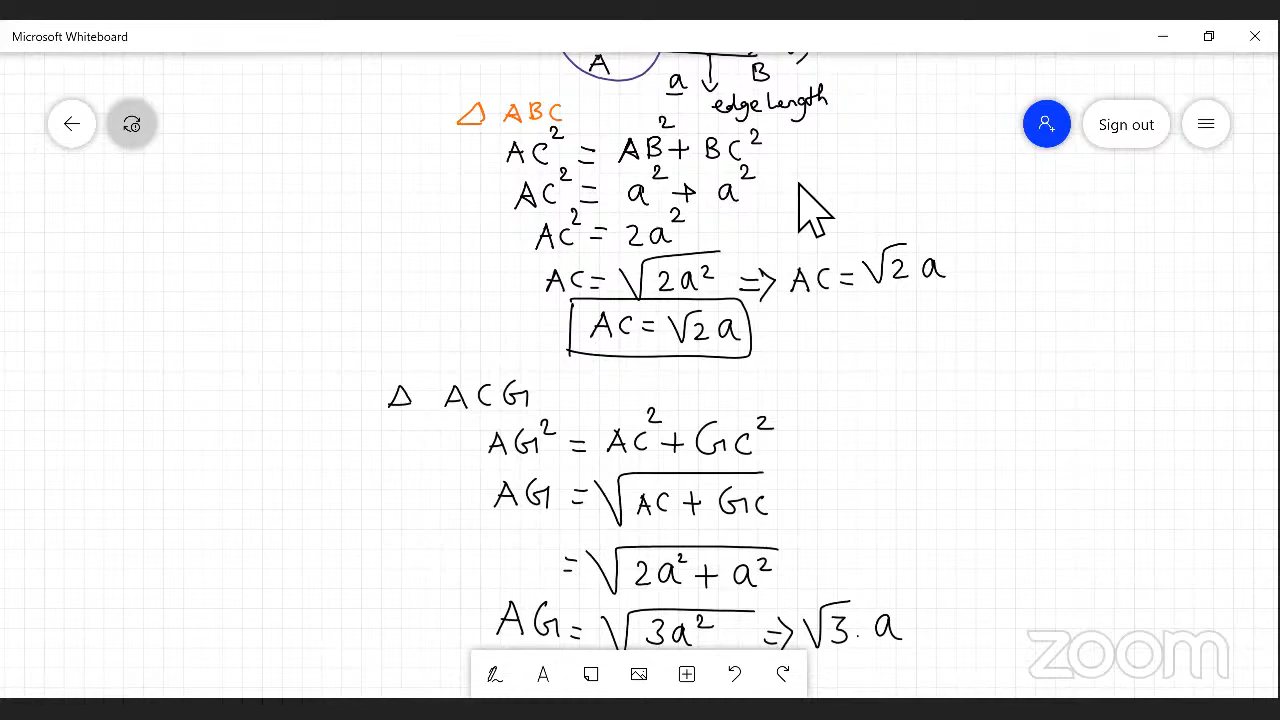 Microsoft Whiteboard
A
a
B
edge length
Sign out
△ ABC
AC² = AB² + BC²
AC² = a² + a²
AC² = 2a²
AC = √2a² => AC = √2 a
AC = √2 a
△ ACG
AG² = AC² + GC²
AG = √AC + GC
= √2a² + a²
AG = √3a² => √3. a
zoom
A